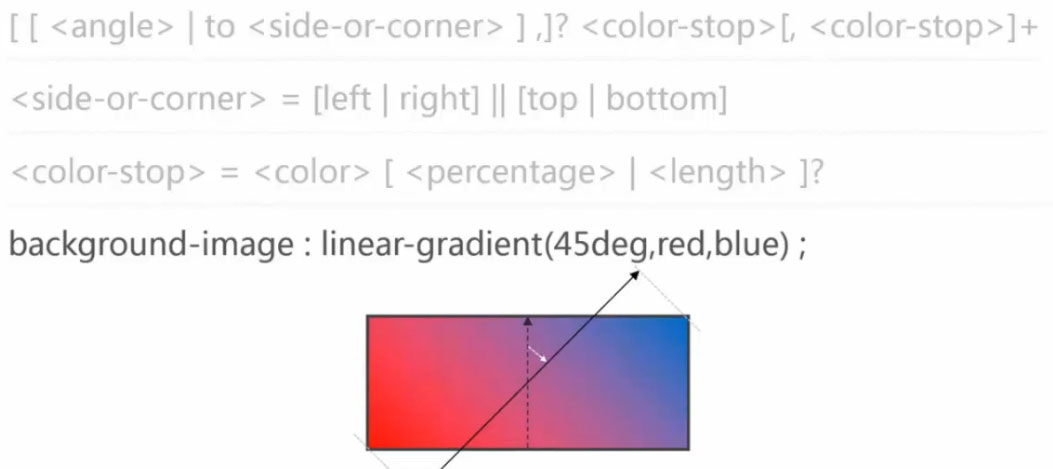 [ [ <angle> | to <side-or-corner> ] ,]? <color-stop>[, <color-stop>]+
<side-or-corner> = [left | right] || [top | bottom]
<color-stop> = <color> [ <percentage> | <length> ]?
background-image : linear-gradient(45deg,red,blue) ;